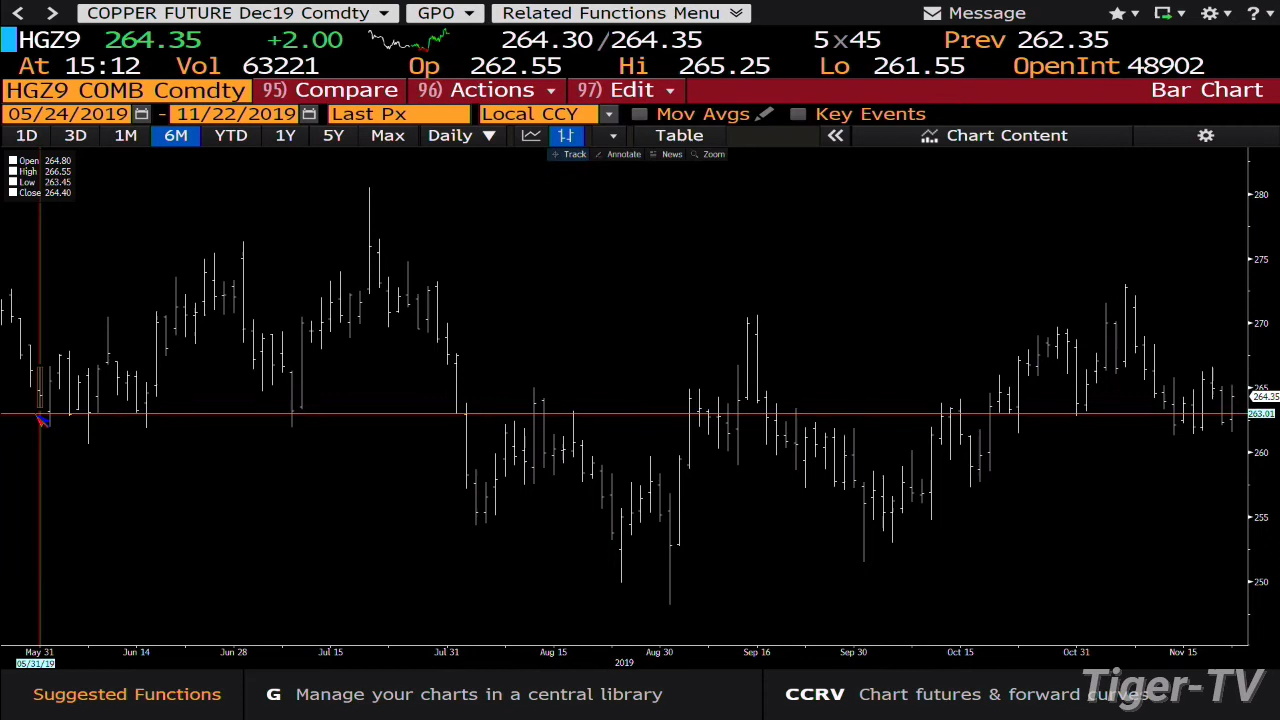 COPPER FUTURE Dec19 Comdty GPO Related Functions Menu Message ?
HGZ9 264.35 +2.00 264.30/264.35 5x45 Prev 262.35
At 15:12 Vol 63221 Op 262.55 Hi 265.25 Lo 261.55 OpenInt 48902
HGZ9 COMB Comdty 95) Compare 96) Actions 97) Edit Bar Chart
05/24/2019 - 11/22/2019 Last Px Local CCY Mov Avgs Key Events
1D 3D 1M 6M YTD 1Y 5Y Max Daily Table Chart Content
Track Annotate News Zoom
Open 264.80
High 266.55
Low 263.45
Close 264.40
280
275
270
265
264.35
263.01
260
255
250
May 31 Jun 14 Jun 28 Jul 15 Jul 31 Aug 15 Aug 30 Sep 16 Sep 30 Oct 15 Oct 31 Nov 15
05/31/19 2019
Suggested Functions G Manage your charts in a central library CCRV Chart futures & forward curves
Tiger-TV